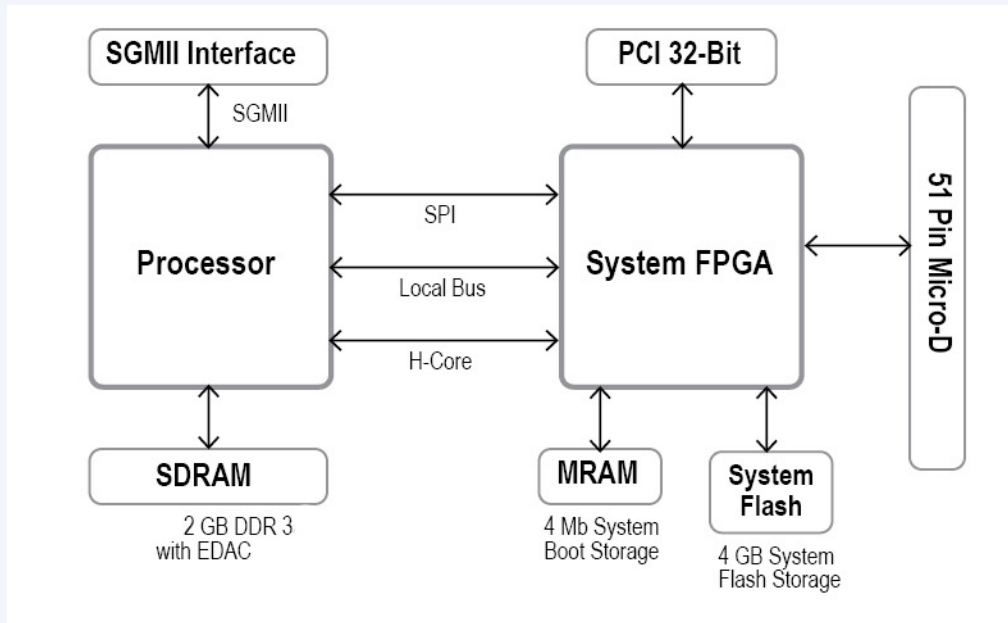 SGMII Interface
PCI 32-Bit
SGMII
51 Pin Micro-D
SPI
Processor
System FPGA
Local Bus
H-Core
SDRAM
2 GB DDR 3
with EDAC
MRAM
4 Mb System
Boot Storage
System
Flash
4 GB System
Flash Storage